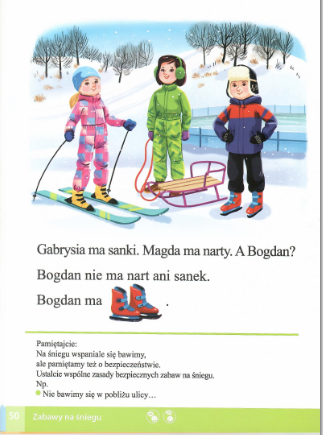 Gabrysia ma sanki. Magda ma narty. A Bogdan?
Bogdan nie ma nart ani sanek.
Bogdan ma .
Pamiętajcie:
Na śniegu wspaniale się bawimy,
ale pamiętamy też o bezpieczeństwie.
Ustalcie wspólne zasady bezpiecznych zabaw na śniegu.
Np.
Nie bawimy się w pobliżu ulicy…
50 Zabawy na śniegu